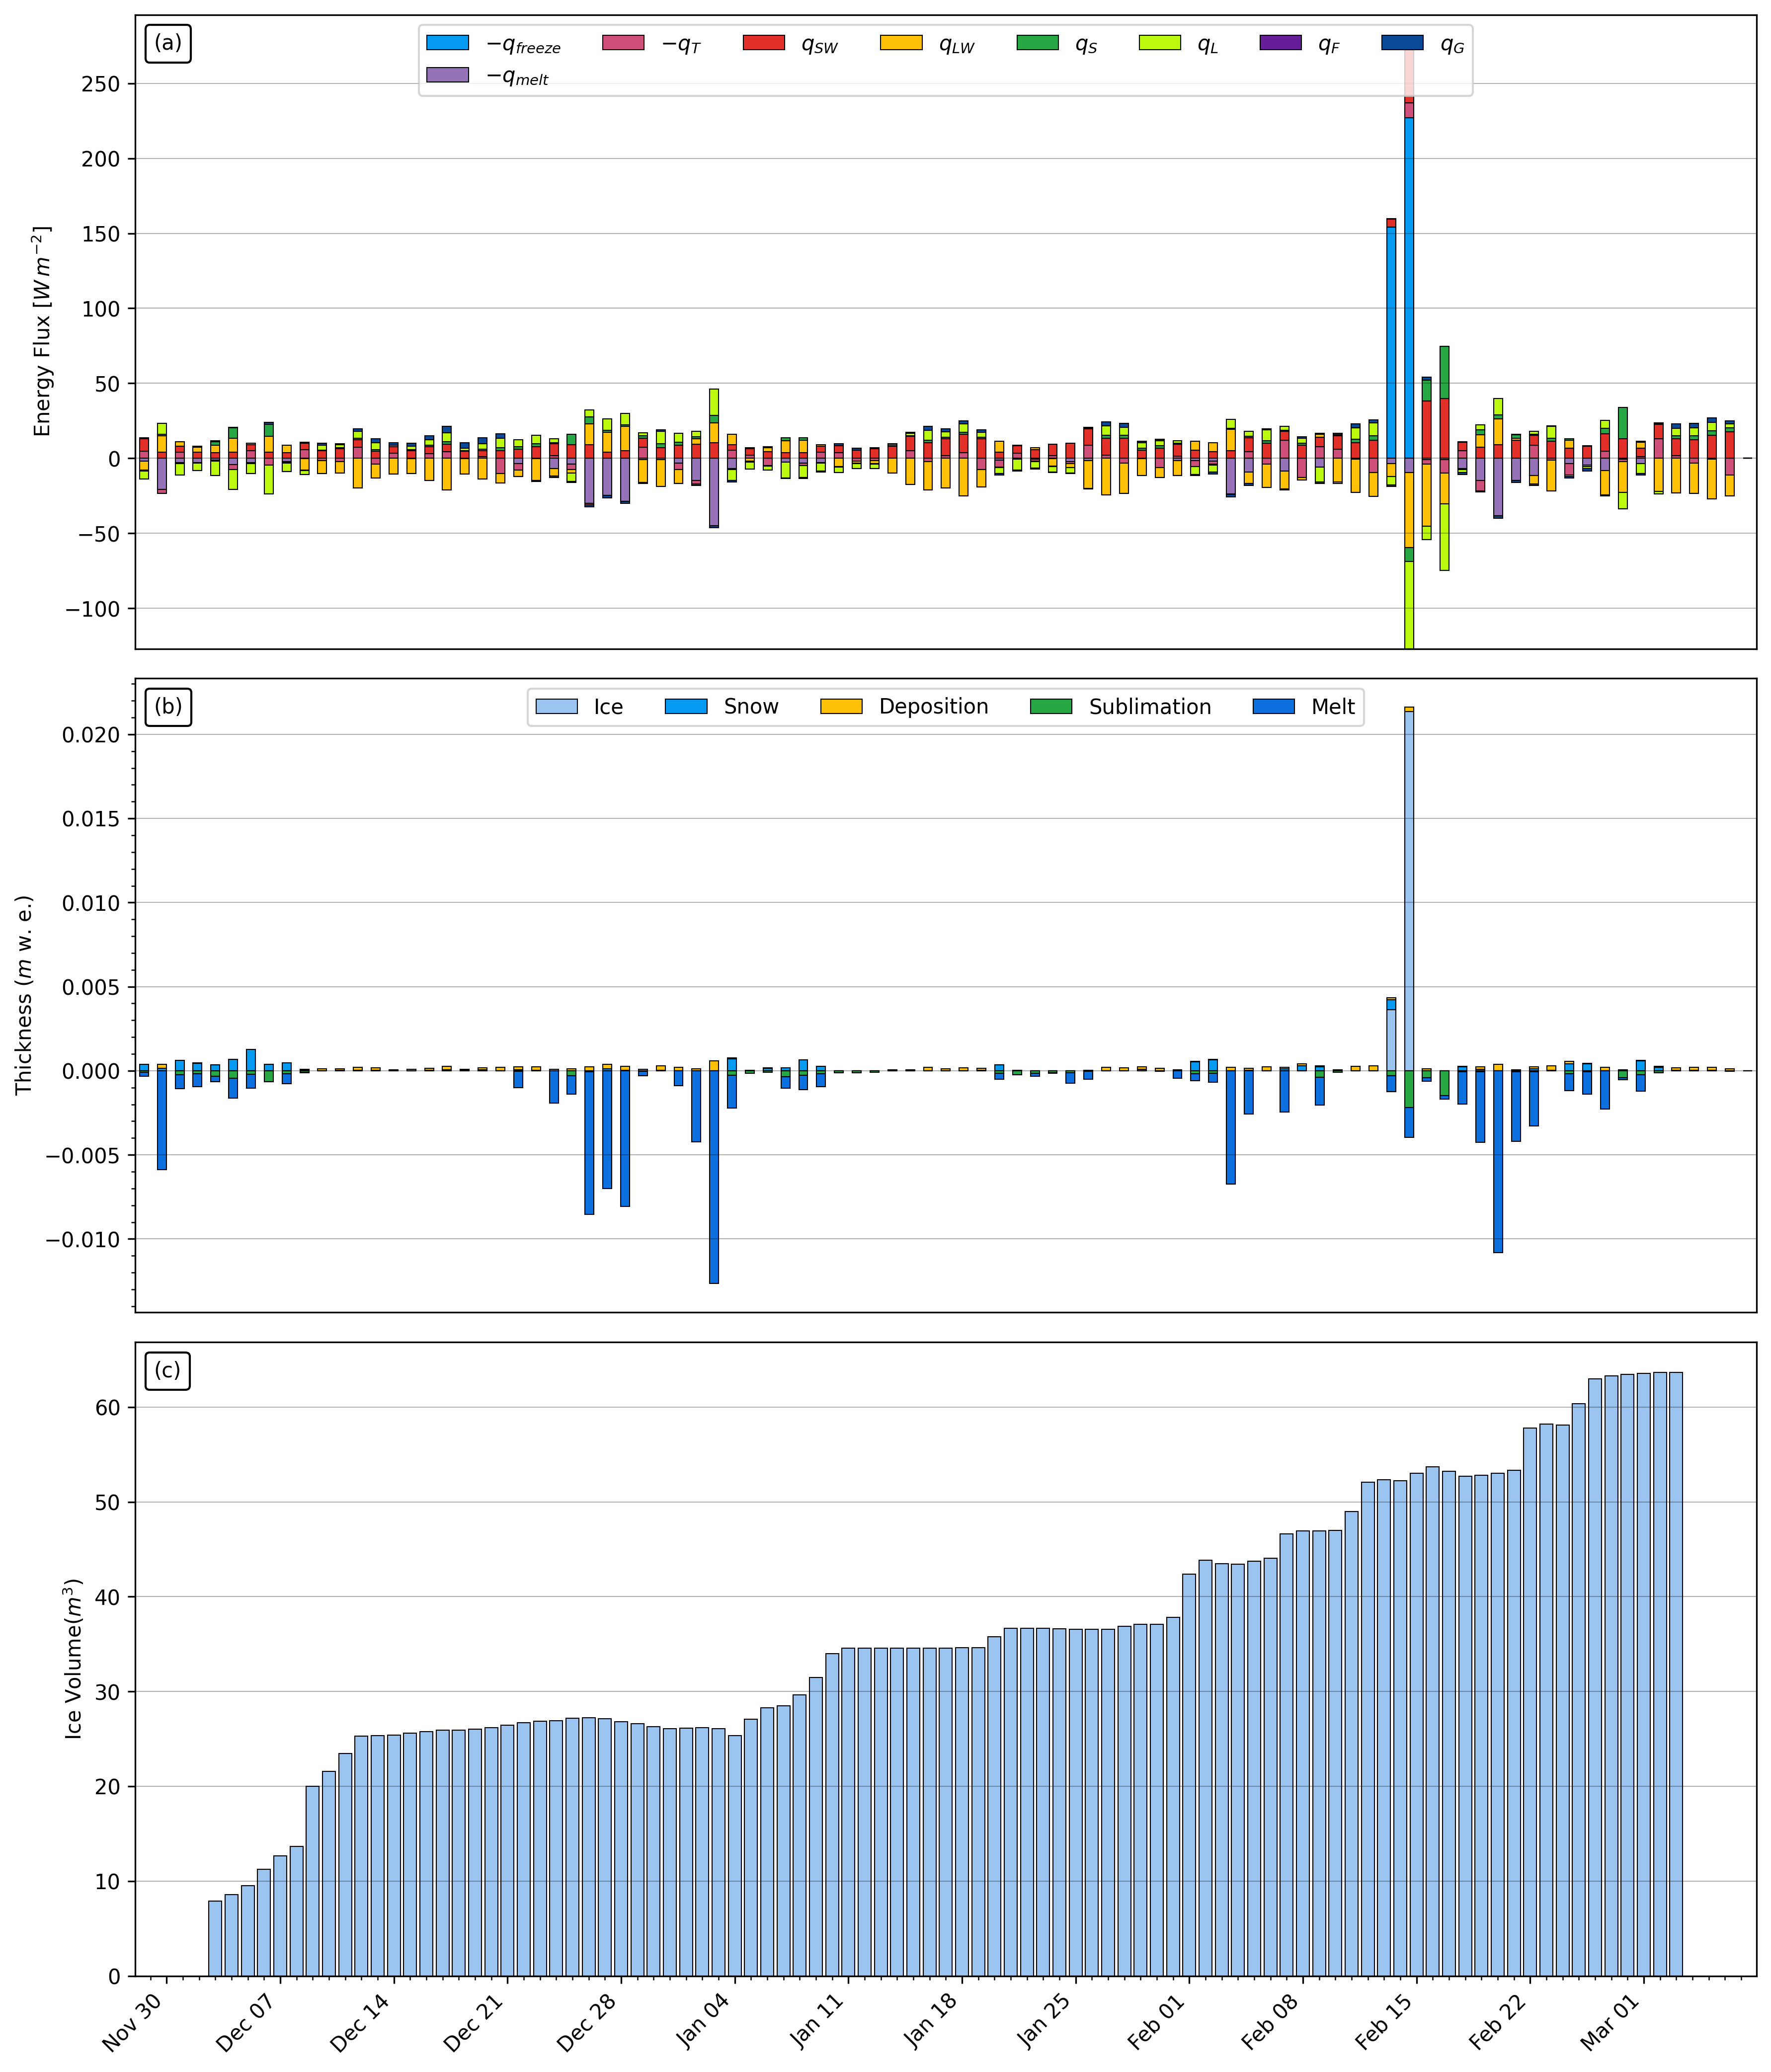 (a)
−q_freeze −q_T q_SW q_LW q_S q_L q_F q_G
−q_melt
Energy Flux [W m⁻²]
250
200
150
100
50
0
−50
−100
(b)
Ice Snow Deposition Sublimation Melt
Thickness (m w. e.)
0.020
0.015
0.010
0.005
0.000
−0.005
−0.010
(c)
Ice Volume(m³)
60
50
40
30
20
10
0
Nov 30 Dec 07 Dec 14 Dec 21 Dec 28 Jan 04 Jan 11 Jan 18 Jan 25 Feb 01 Feb 08 Feb 15 Feb 22 Mar 01